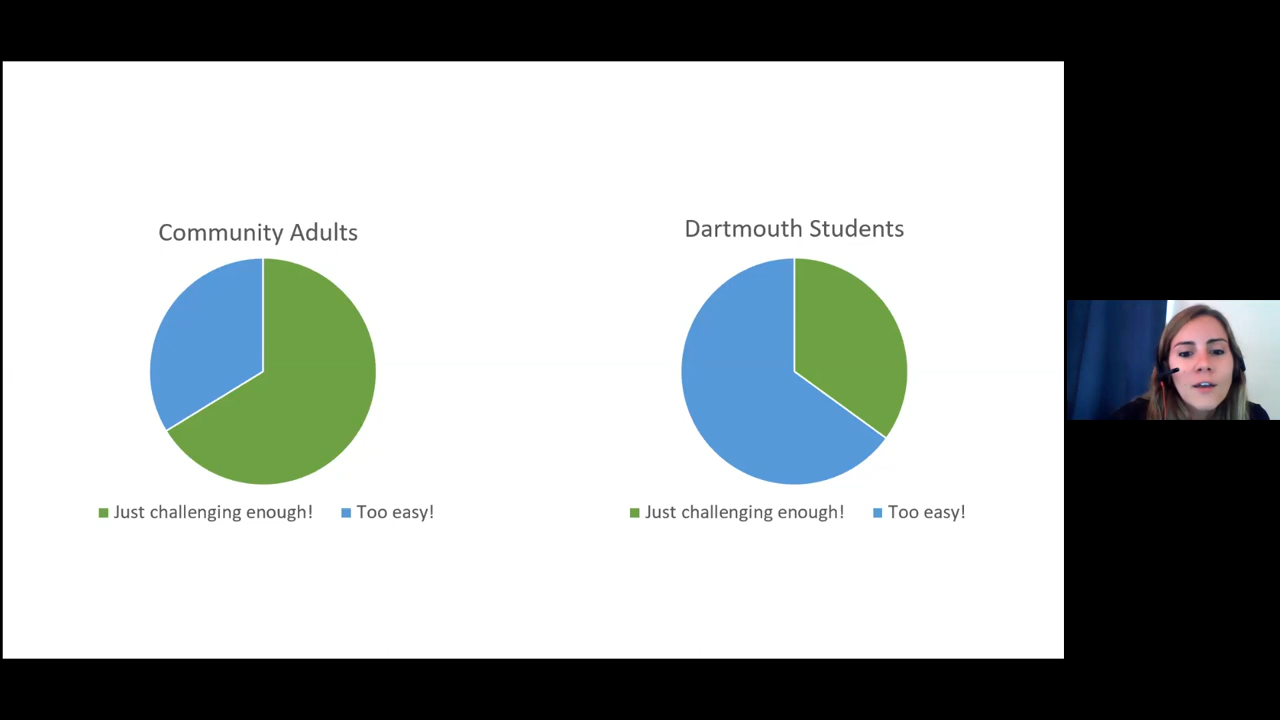 Community Adults
Just challenging enough!
Too easy!
Dartmouth Students
Just challenging enough!
Too easy!